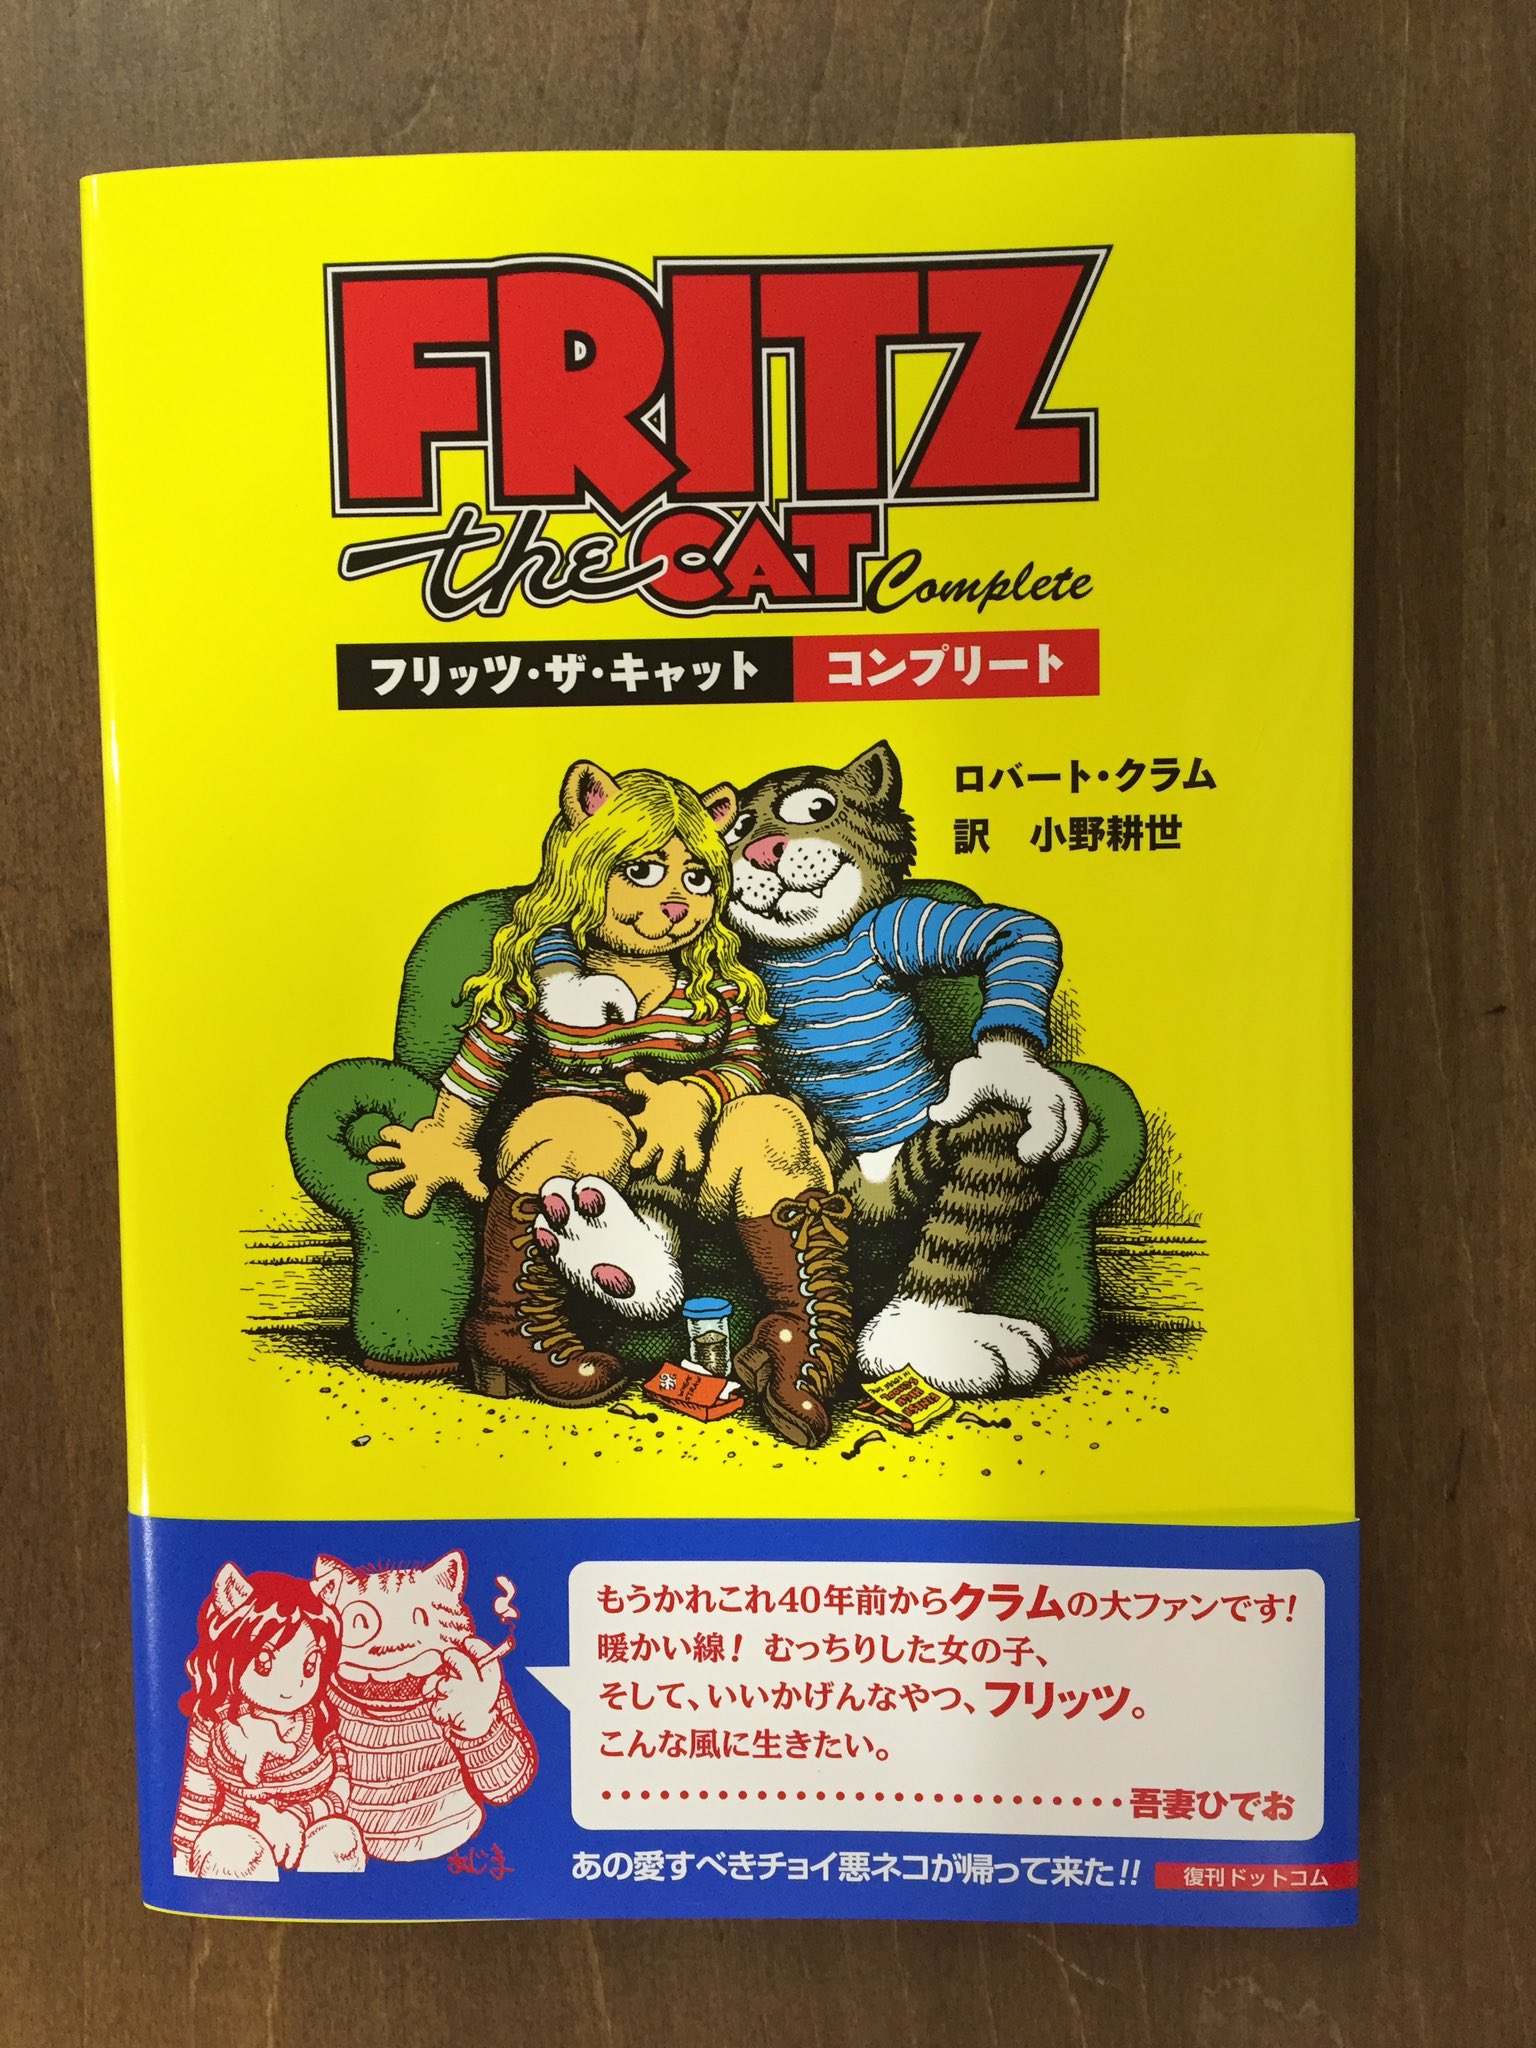 FRITZ
the CAT Complete
フリッツ・ザ・キャット コンプリート
ロバート・クラム
訳 小野耕世
もうかれこれ40年前からクラムの大ファンです!
暖かい線! むっちりした女の子、
そして、いいかげんなやつ、フリッツ。
こんな風に生きたい。
吾妻ひでお
あじま
あの愛すべきチョイ悪ネコが帰って来た!!
復刊ドットコム